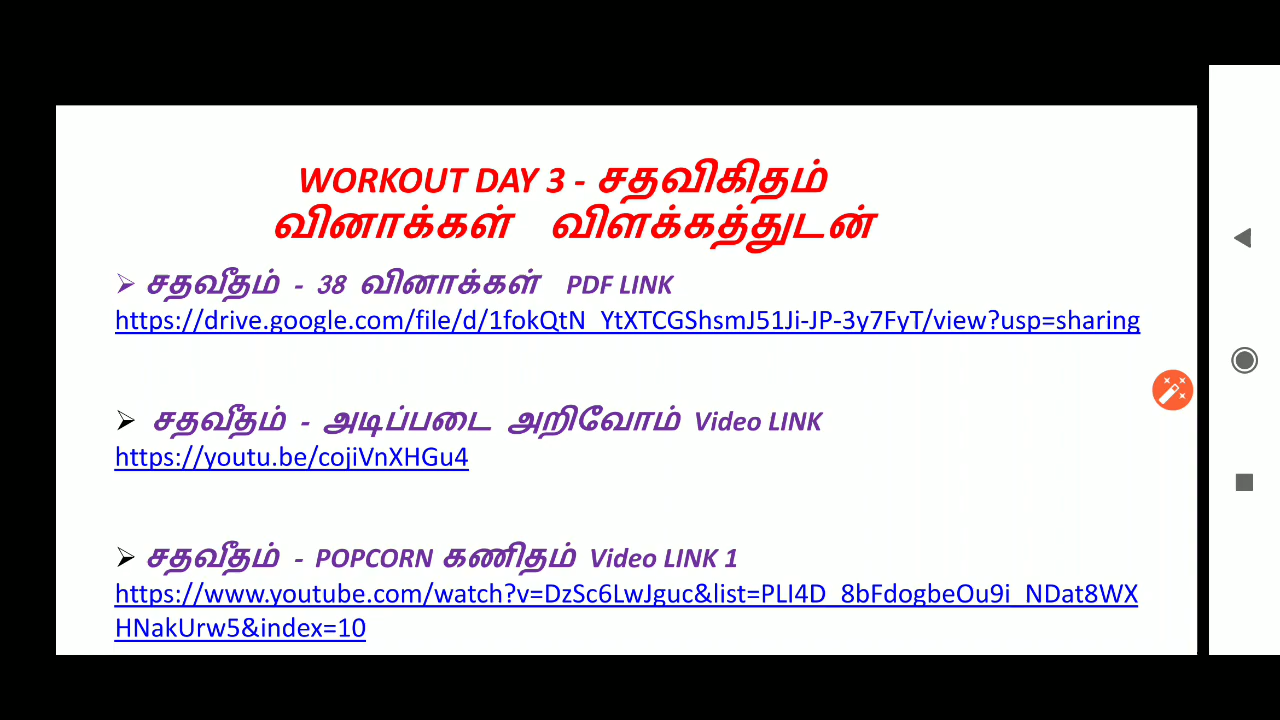 WORKOUT DAY 3 - சதவிகிதம்
வினாக்கள் விளக்கத்துடன்
சதவீதம் - 38 வினாக்கள் PDF LINK
https://drive.google.com/file/d/1fokQtN_YtXTCGShsmJ51Ji-JP-3y7FyT/view?usp=sharing
சதவீதம் - அடிப்படை அறிவோம் Video LINK
https://youtu.be/cojiVnXHGu4
சதவீதம் - POPCORN கணிதம் Video LINK 1
https://www.youtube.com/watch?v=DzSc6LwJguc&list=PLI4D_8bFdogbeOu9i_NDat8WX
HNakUrw5&index=10